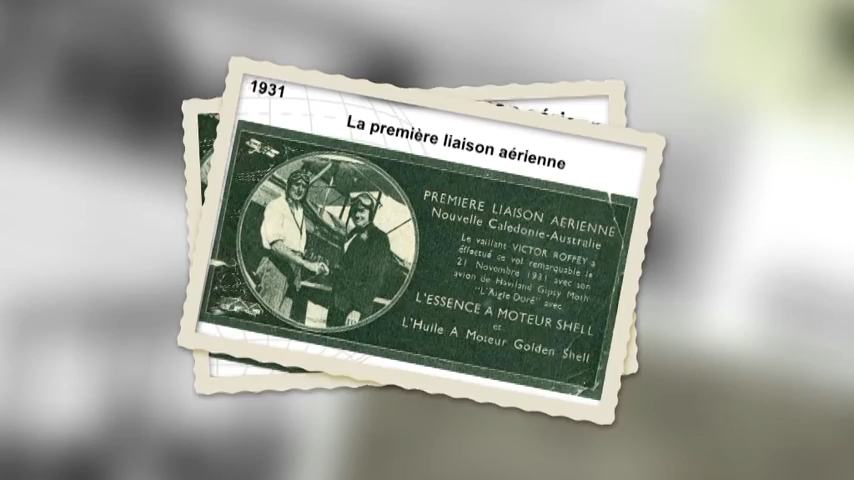 1931
La première liaison aérienne
PREMIERE LIAISON AERIENNE
Nouvelle Calédonie-Australie
Le vaillant VICTOR ROFFEY a
éffectué ce vol remarquable le
21 Novembre 1931 avec son
avion de Haviland Gipsy Moth
"L'Aigle Doré" avec
L'ESSENCE A MOTEUR SHELL
et
L'Huile A Moteur Golden Shell